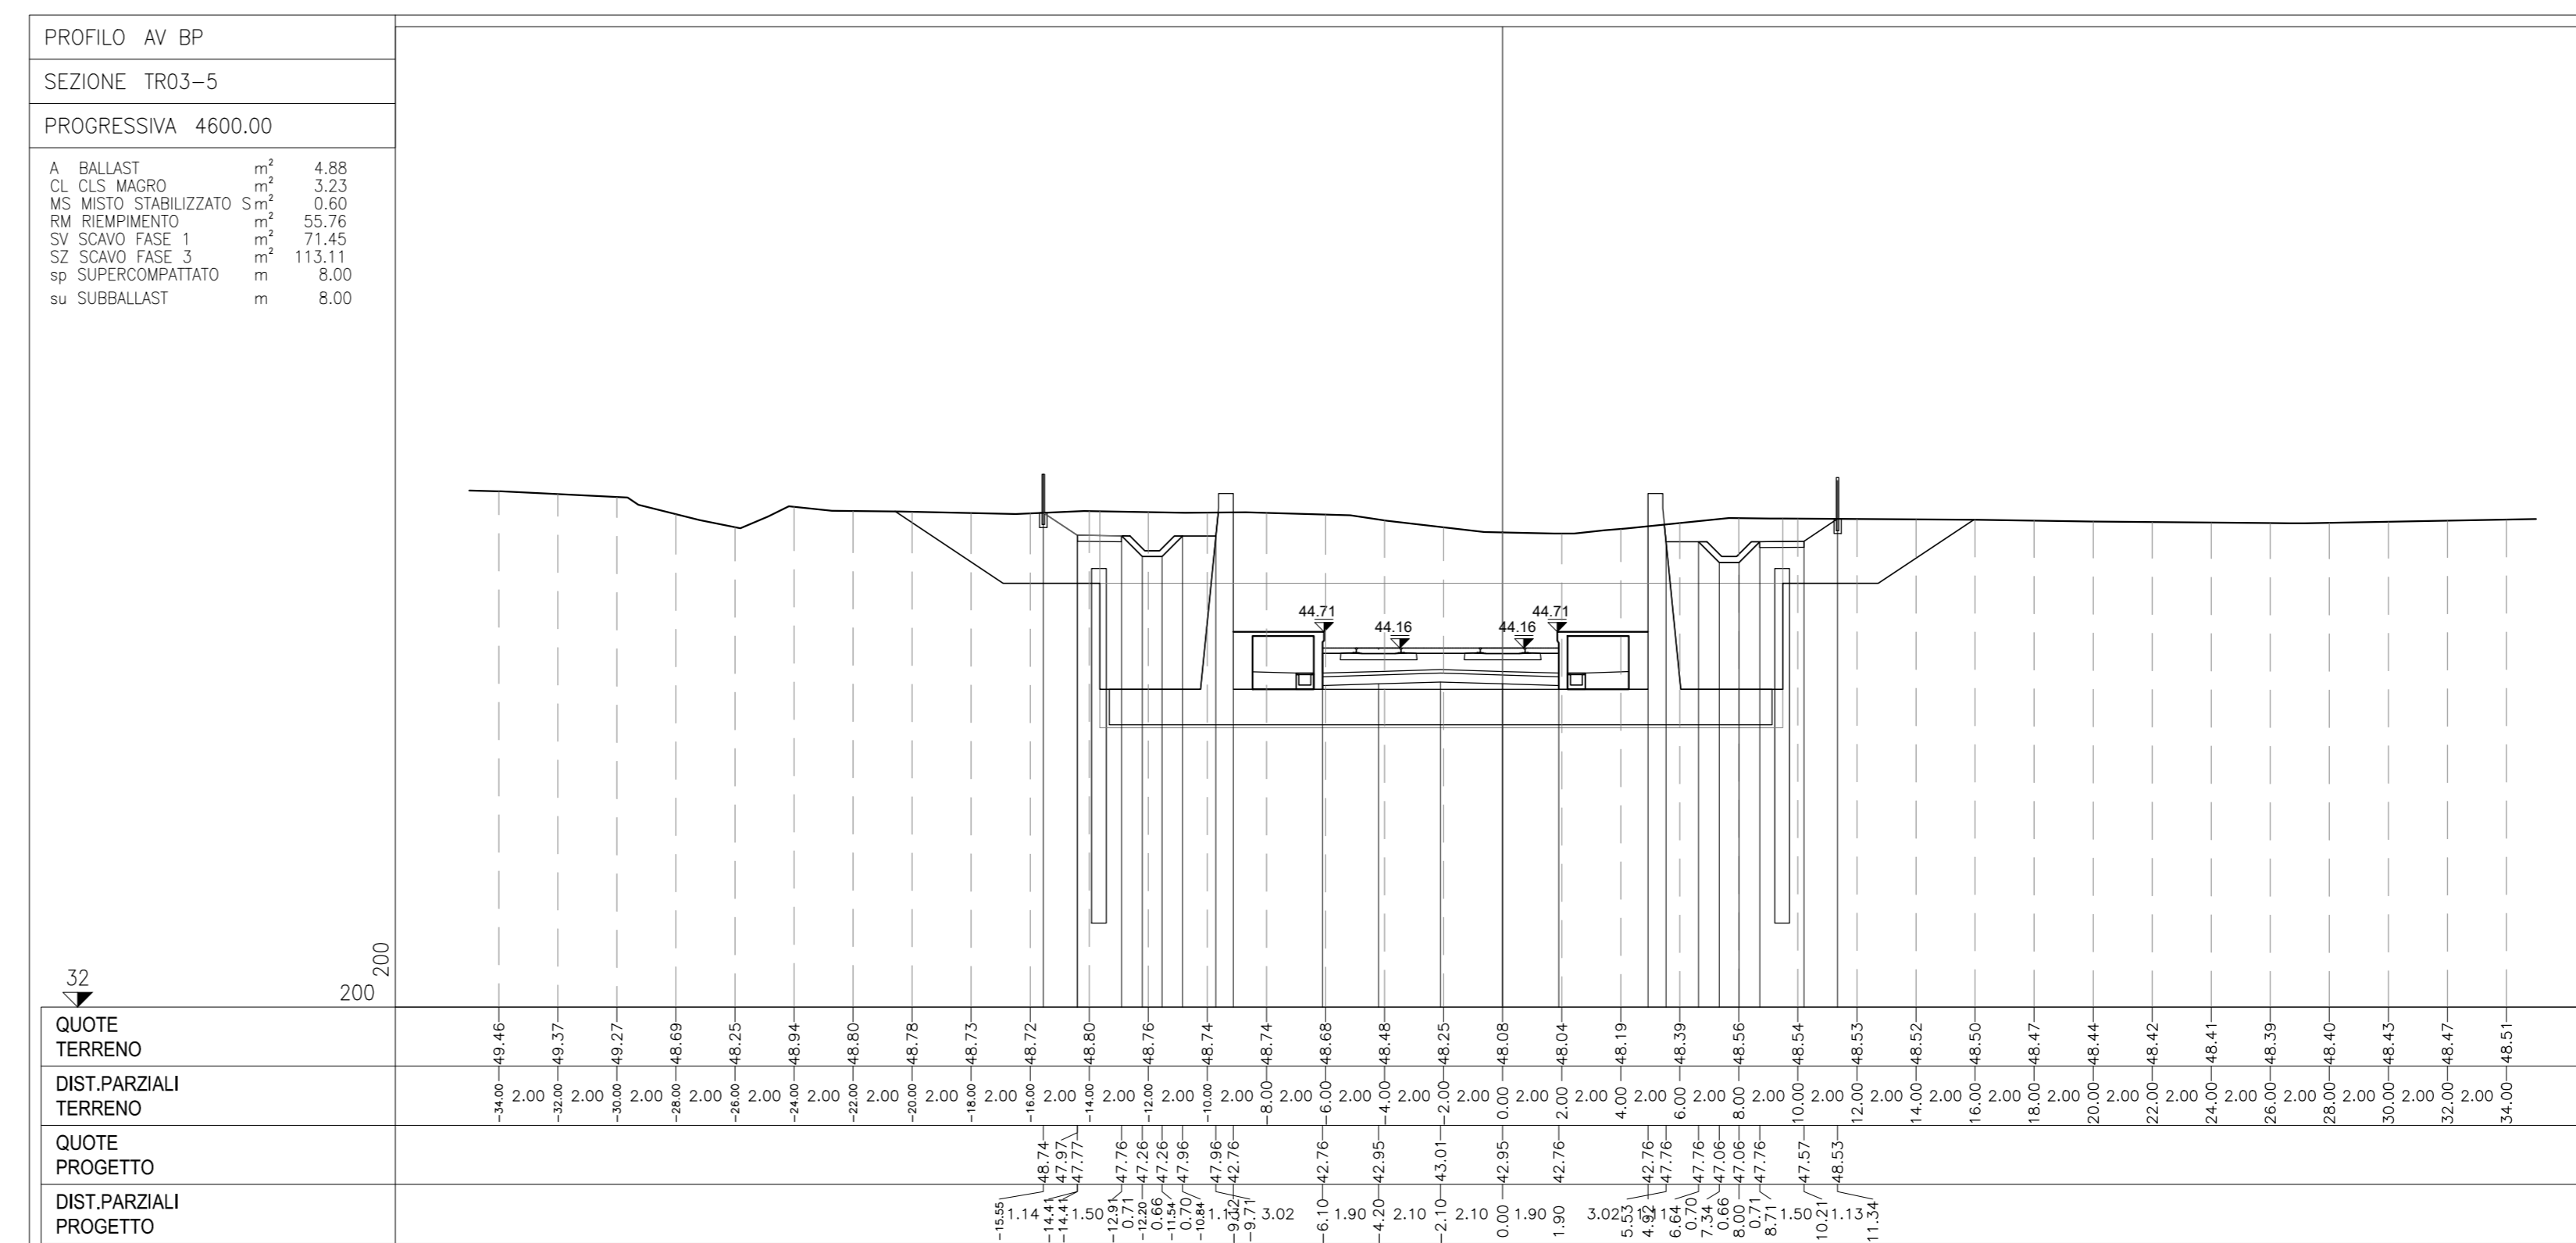 PROFILO AV BP
SEZIONE TR03-5
PROGRESSIVA 4600.00
A BALLAST m² 4.88
CL CLS MAGRO m² 3.23
MS MISTO STABILIZZATO S m² 0.60
RM RIEMPIMENTO m² 55.76
SV SCAVO FASE 1 m² 71.45
SZ SCAVO FASE 3 m² 113.11
sp SUPERCOMPATTATO m 8.00
su SUBBALLAST m 8.00
44.71 44.71
44.16 44.16
32
200
200
QUOTE
TERRENO
49.46 49.37 49.27 48.69 48.25 48.94 48.80 48.78 48.73 48.72 48.80 48.76 48.74 48.74 48.68 48.48 48.25 48.08 48.04 48.19 48.39 48.56 48.54 48.53 48.52 48.50 48.47 48.44 48.42 48.41 48.39 48.40 48.43 48.47 48.51
DIST.PARZIALI
TERRENO
-34.00 2.00 -32.00 2.00 -30.00 2.00 -28.00 2.00 -26.00 2.00 -24.00 2.00 -22.00 2.00 -20.00 2.00 -18.00 2.00 -16.00 2.00 -14.00 2.00 -12.00 2.00 -10.00 2.00 -8.00 2.00 -6.00 2.00 -4.00 2.00 -2.00 2.00 0.00 2.00 2.00 2.00 4.00 2.00 6.00 2.00 8.00 2.00 10.00 2.00 12.00 2.00 14.00 2.00 16.00 2.00 18.00 2.00 20.00 2.00 22.00 2.00 24.00 2.00 26.00 2.00 28.00 2.00 30.00 2.00 32.00 2.00 34.00
QUOTE
PROGETTO
48.74 47.97 47.77 47.76 47.26 47.26 47.96 47.96 42.76 42.76 42.95 43.01 42.95 42.76 42.76 47.76 47.76 47.06 47.06 47.76 47.57 48.53
DIST.PARZIALI
PROGETTO
-15.55 1.14 -14.41 -14.41 1.50 -12.91 0.71 -12.20 0.66 -11.54 0.70 -10.84 -9.12 -9.71 3.02 -6.10 1.90 -4.20 2.10 -2.10 2.10 0.00 1.90 1.90 3.02 5.53 4.92 6.64 0.70 7.34 0.66 8.00 0.71 8.71 1.50 10.21 1.13 11.34